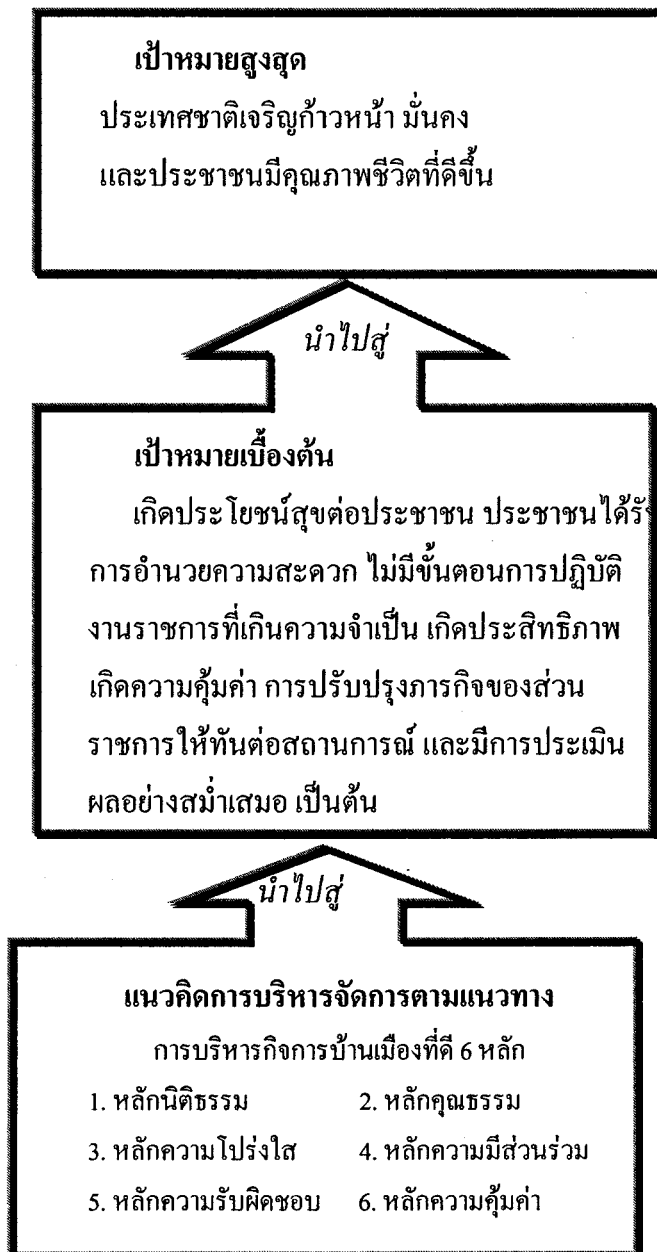 เป้าหมายสูงสุด
ประเทศชาติเจริญก้าวหน้า มั่นคง
และประชาชนมีคุณภาพชีวิตที่ดีขึ้น
นำไปสู่
เป้าหมายเบื้องต้น
เกิดประโยชน์สุขต่อประชาชน ประชาชนได้รับ
การอำนวยความสะดวก ไม่มีขั้นตอนการปฏิบัติ
งานราชการที่เกินความจำเป็น เกิดประสิทธิภาพ
เกิดความคุ้มค่า การปรับปรุงภารกิจของส่วน
ราชการให้ทันต่อสถานการณ์ และมีการประเมิน
ผลอย่างสม่ำเสมอ เป็นต้น
นำไปสู่
แนวคิดการบริหารจัดการตามแนวทาง
การบริหารกิจการบ้านเมืองที่ดี 6 หลัก
1. หลักนิติธรรม 2. หลักคุณธรรม
3. หลักความโปร่งใส 4. หลักความมีส่วนร่วม
5. หลักความรับผิดชอบ 6. หลักความคุ้มค่า